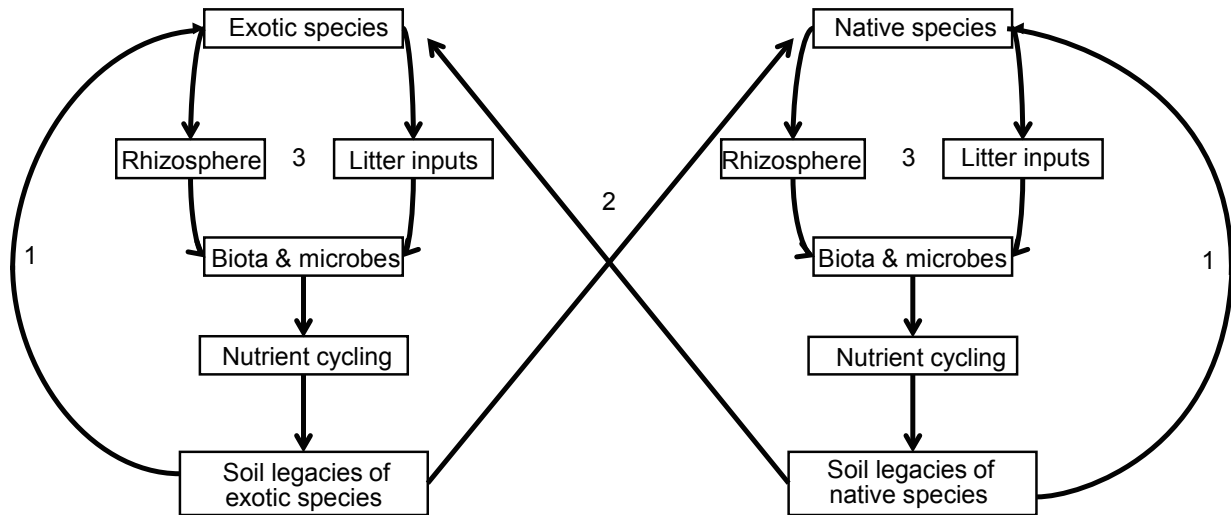 Exotic species
Native species
Rhizosphere
3
Litter inputs
Rhizosphere
3
Litter inputs
2
1
Biota & microbes
Biota & microbes
1
Nutrient cycling
Nutrient cycling
Soil legacies of
exotic species
Soil legacies of
native species